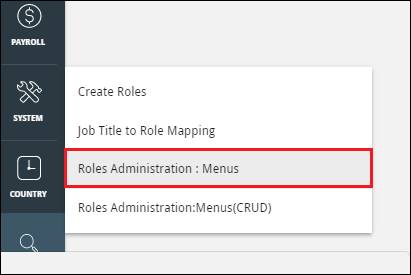 PAYROLL
SYSTEM
COUNTRY
Create Roles
Job Title to Role Mapping
Roles Administration : Menus
Roles Administration:Menus(CRUD)